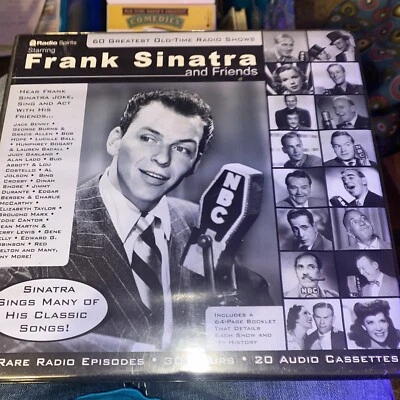 COMEDIES
Radio Spirits
60 GREATEST OLD-TIME RADIO SHOWS
Starring
Frank Sinatra
and Friends
HEAR FRANK
SINATRA JOKE,
SING AND ACT
WITH HIS
FRIENDS...
JACK BENNY •
GEORGE BURNS &
GRACIE ALLEN • BOB
HOPE • LUCILLE BALL
• HUMPHREY BOGART
& LAUREN BACALL •
JUDY GARLAND •
ALAN LADD • BUD
ABBOTT & LOU
COSTELLO • AL
JOLSON • BING
CROSBY • DINAH
SHORE • JIMMY
DURANTE • EDGAR
BERGEN & CHARLIE
MCCARTHY •
ELIZABETH TAYLOR •
GROUCHO MARX •
EDDIE CANTOR •
DEAN MARTIN &
JERRY LEWIS • GENE
KELLY • EDWARD G.
ROBINSON • RED
SKELTON AND MANY,
MANY MORE!
NBC
NBC
SINATRA
SINGS MANY OF
HIS CLASSIC
SONGS!
INCLUDES A
64-PAGE BOOKLET
THAT DETAILS
EACH SHOW AND
ITS HISTORY
RARE RADIO EPISODES • 30 HOURS • 20 AUDIO CASSETTES